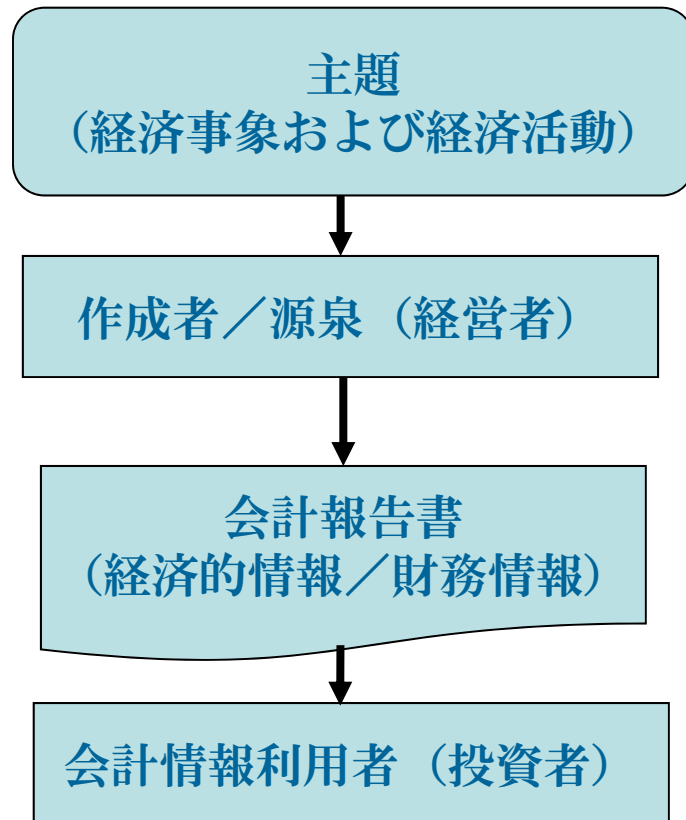 主題
（経済事象および経済活動）
作成者／源泉（経営者）
会計報告書
（経済的情報／財務情報）
会計情報利用者（投資者）